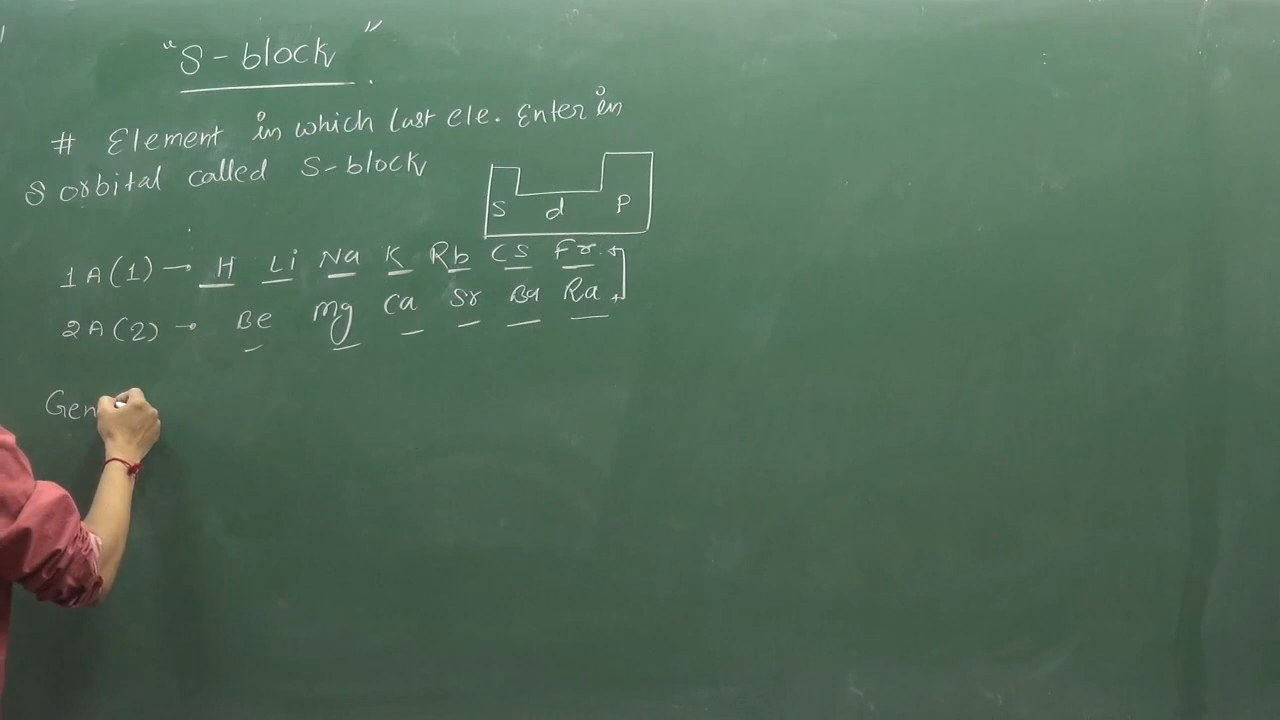 "S-block".
# Element in which last ele. Enter in
S orbital called S-block
S d P
1A(1) → H Li Na K Rb Cs Fr
2A(2) → Be Mg Ca Sr Ba Ra
Gen